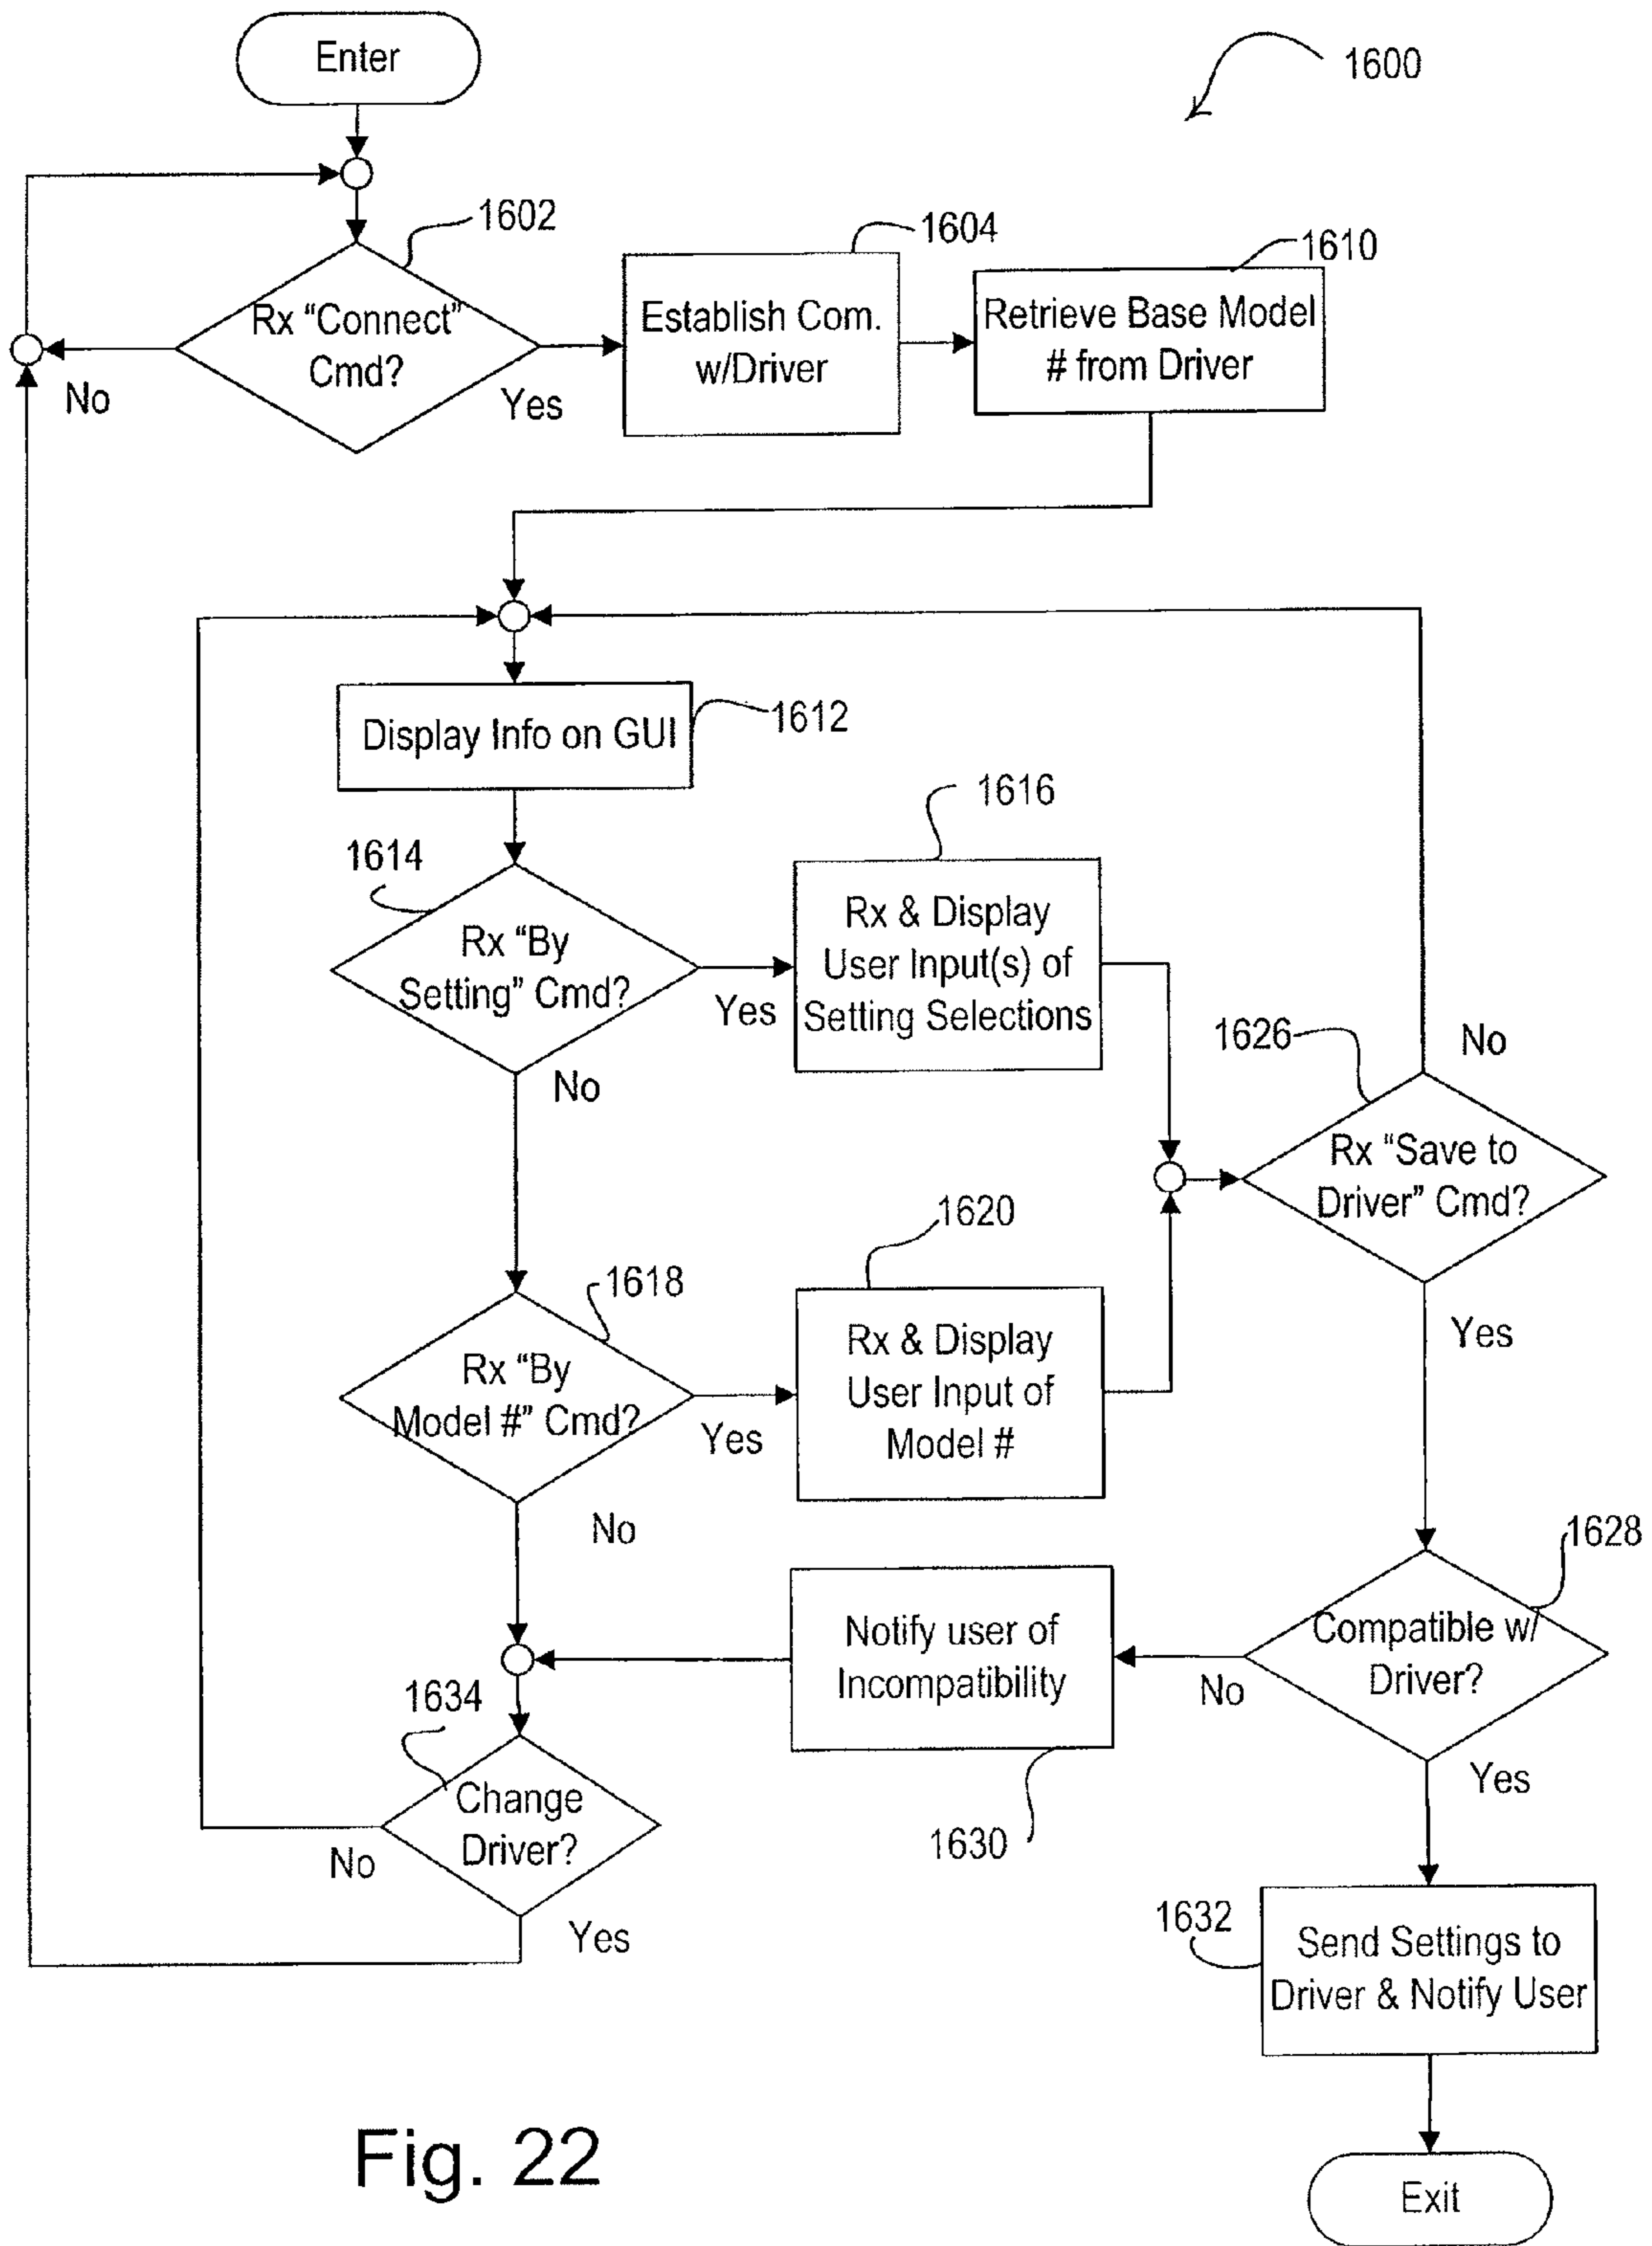 Enter
1600
1602
Rx “Connect”
Cmd?
No
Yes
1604
Establish Com.
w/Driver
1610
Retrieve Base Model
# from Driver
Display Info on GUI
1612
1614
Rx “By
Setting” Cmd?
Yes
No
1616
Rx & Display
User Input(s) of
Setting Selections
1626
No
Rx “Save to
Driver” Cmd?
Yes
1618
Rx “By
Model #” Cmd?
Yes
No
1620
Rx & Display
User Input of
Model #
1628
Compatible w/
Driver?
No
Yes
Notify user of
Incompatibility
1630
1634
Change
Driver?
No
Yes
1632
Send Settings to
Driver & Notify User
Exit
Fig. 22